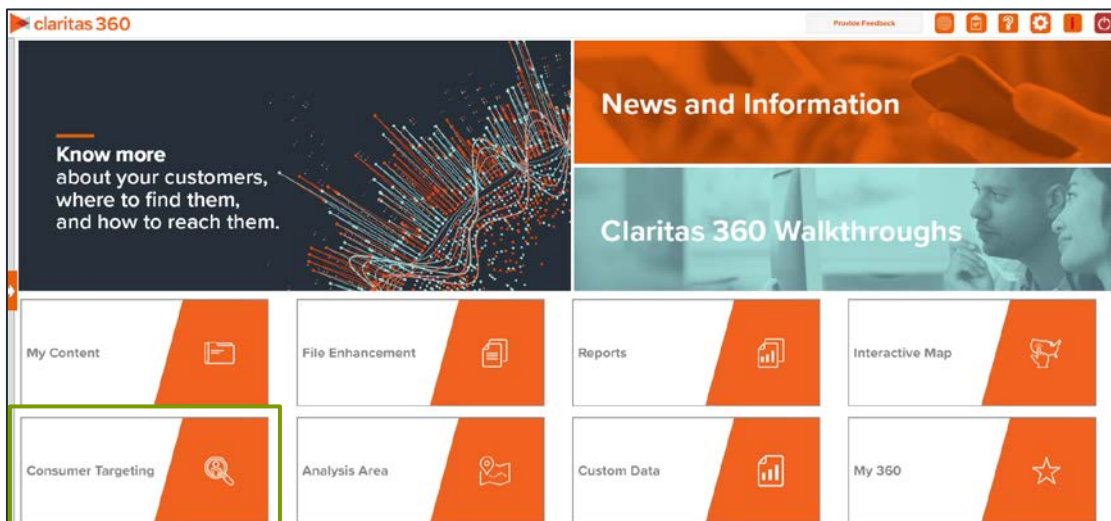 claritas 360
Provide Feedback
Know more
about your customers,
where to find them,
and how to reach them.
News and Information
Claritas 360 Walkthroughs
My Content
File Enhancement
Reports
Interactive Map
Consumer Targeting
Analysis Area
Custom Data
My 360